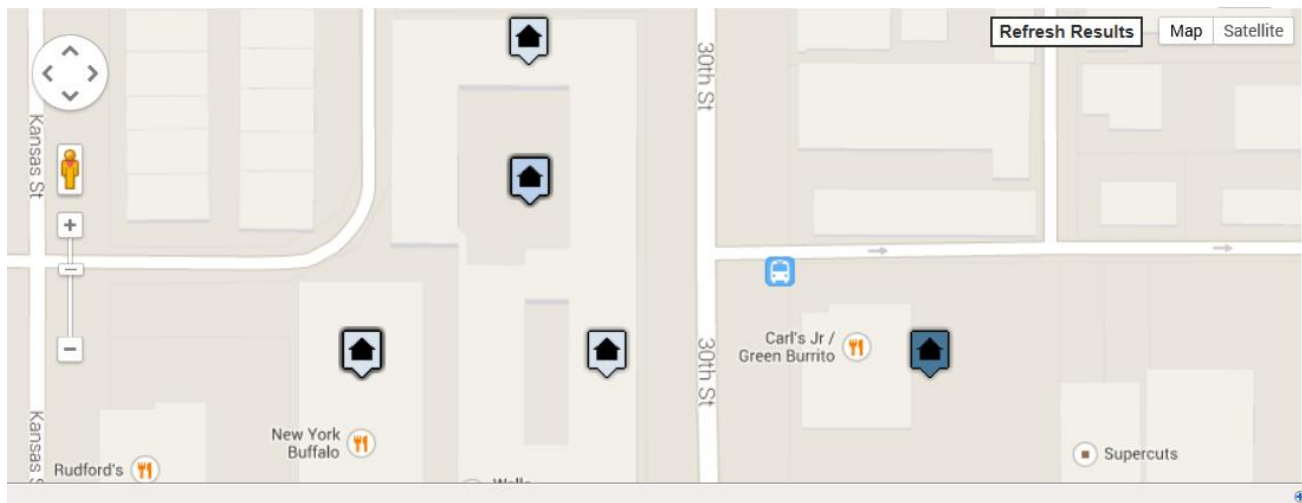 Refresh Results
Map
Satellite
30th St
Kansas St
Carl's Jr /
Green Burrito
30th St
New York
Buffalo
Kansas
Rudford's
Supercuts